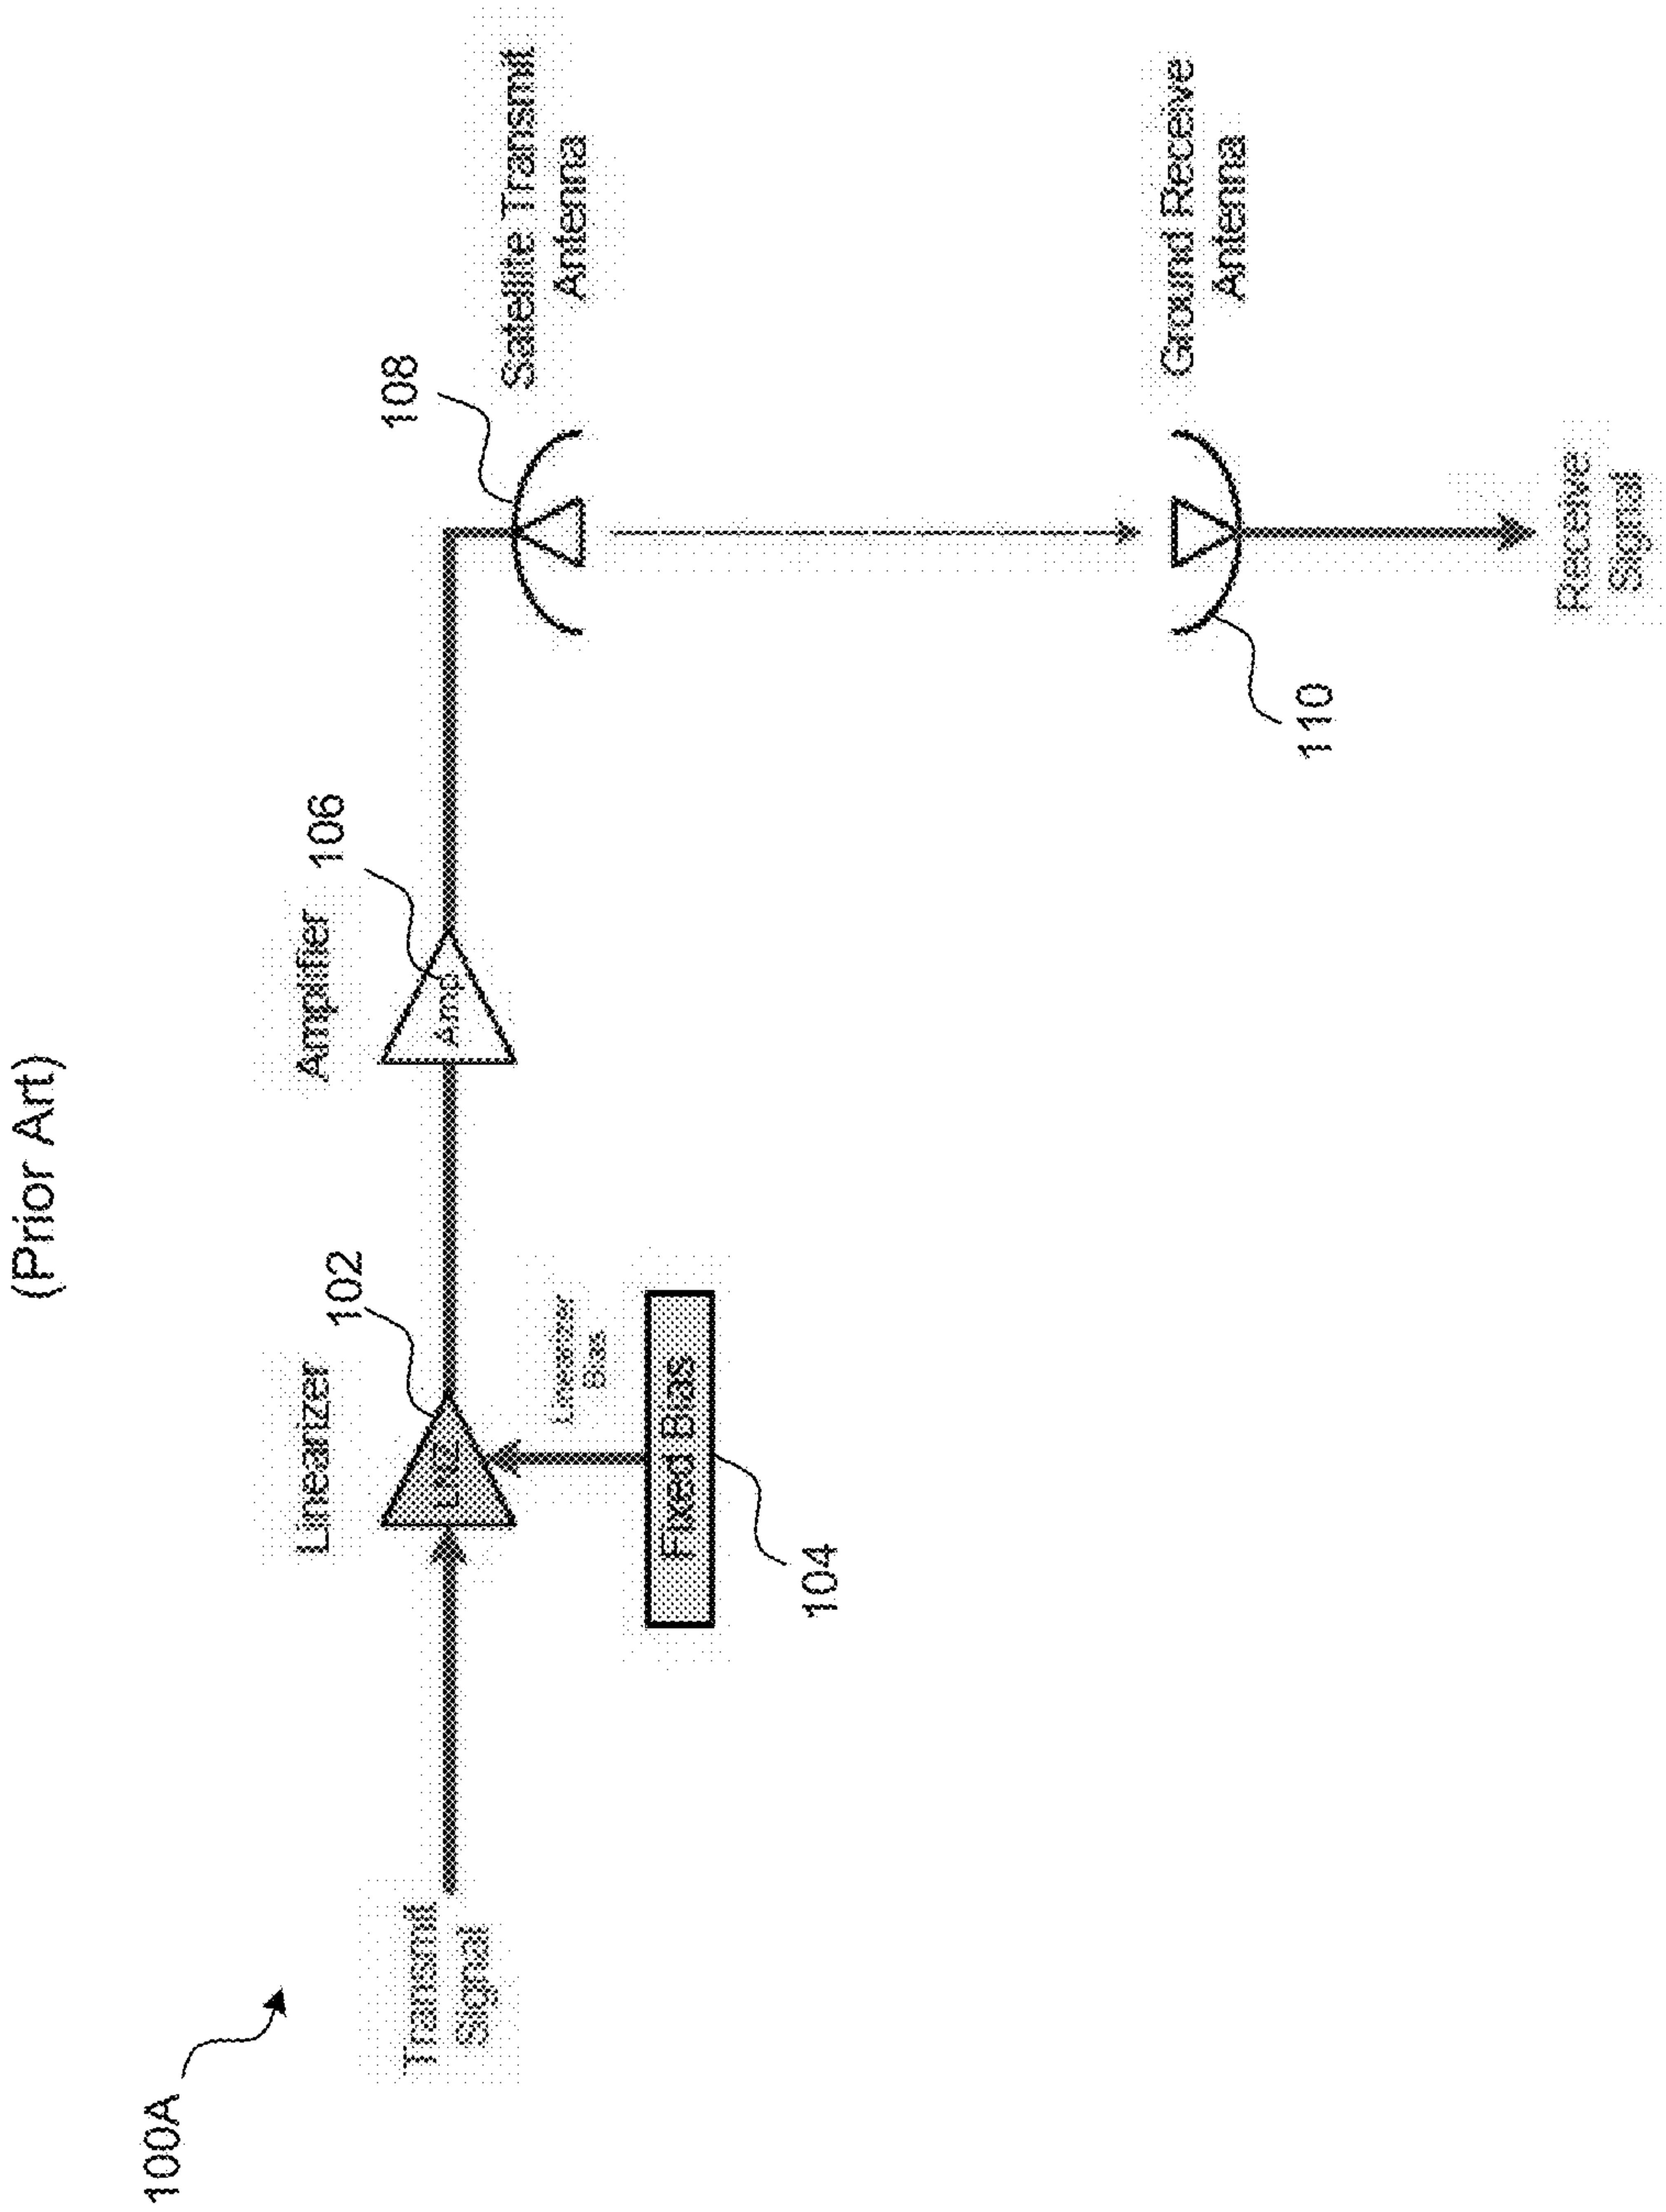 (Prior Art)
100A
Transmit
Signal
Linearizer
102
LNZ
Linearizer
Bias
Fixed Bias
104
Amplifier
106
Amp
108
Satellite Transmit
Antenna
Ground Receive
Antenna
110
Receive
Signal